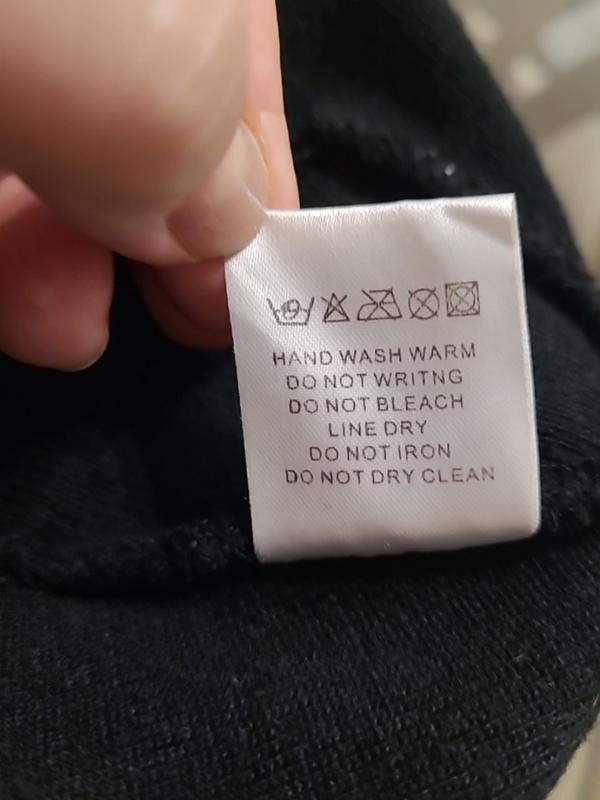 HAND WASH WARM
DO NOT WRITNG
DO NOT BLEACH
LINE DRY
DO NOT IRON
DO NOT DRY CLEAN